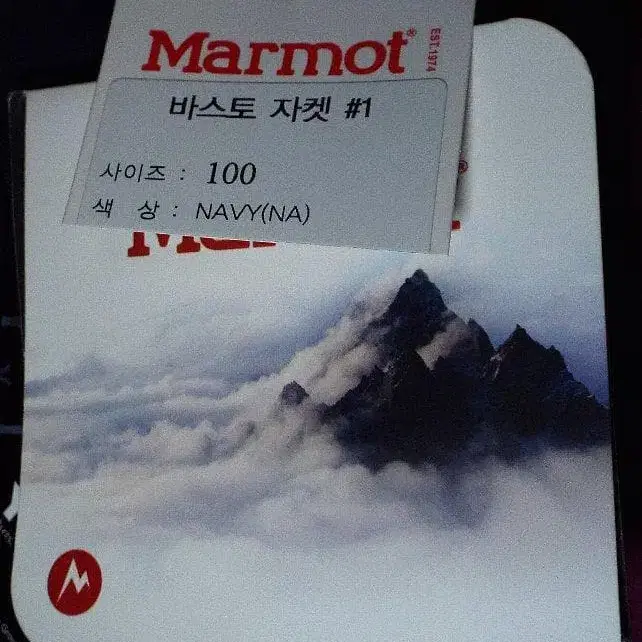 Marmot®
EST.1974
바스토 자켓 #1
사이즈 : 100
색 상 : NAVY(NA)